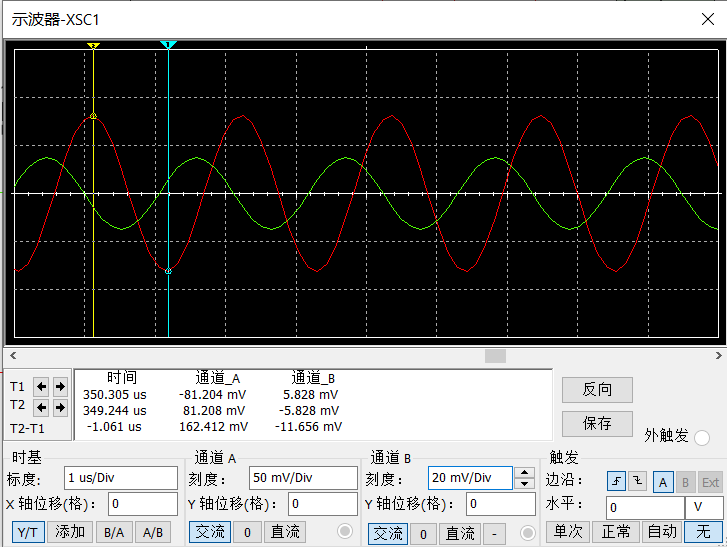 示波器-XSC1
2 1
时间 通道_A 通道_B
T1 350.305 us -81.204 mV 5.828 mV
T2 349.244 us 81.208 mV -5.828 mV
T2-T1 -1.061 us 162.412 mV -11.656 mV
反向
保存
外触发
时基 通道 A 通道 B 触发
标度: 1 us/Div 刻度: 50 mV/Div 刻度: 20 mV/Div 边沿: A B Ext
X 轴位移(格): 0 Y 轴位移(格): 0 Y 轴位移(格): 0 水平: 0 V
Y/T 添加 B/A A/B 交流 0 直流 交流 0 直流 - 单次 正常 自动 无